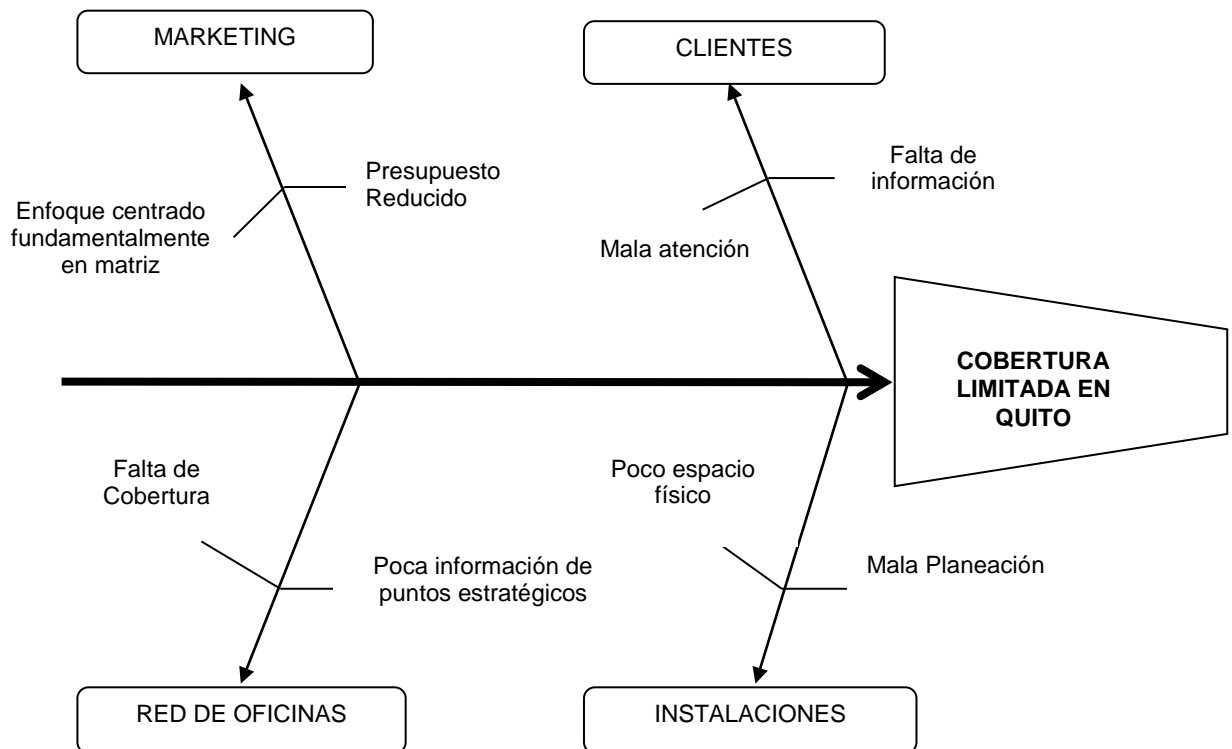 MARKETING
CLIENTES
Presupuesto
Reducido
Enfoque centrado
fundamentalmente
en matriz
Falta de
información
Mala atención
COBERTURA
LIMITADA EN
QUITO
Falta de
Cobertura
Poca información de
puntos estratégicos
Poco espacio
físico
Mala Planeación
RED DE OFICINAS
INSTALACIONES